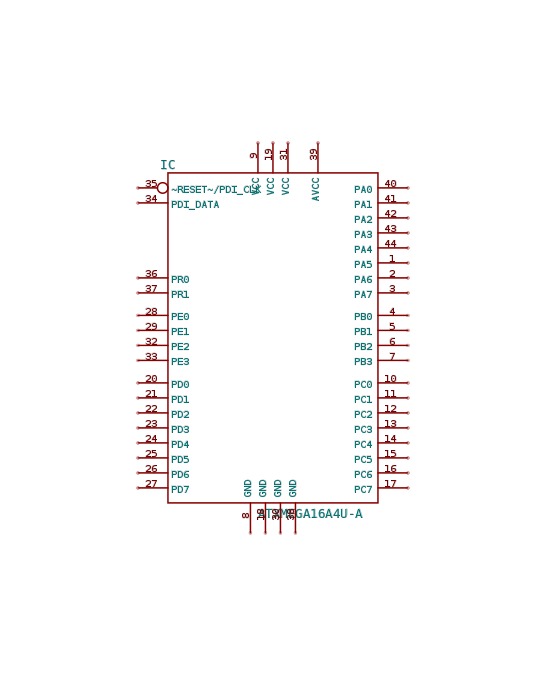 9 19 31 39
IC
VCC VCC VCC AVCC
35 ~RESET~/PDI_CLK PA0 40
34 PDI_DATA PA1 41
PA2 42
PA3 43
PA4 44
PA5 1
36 PR0 PA6 2
37 PR1 PA7 3
28 PE0 PB0 4
29 PE1 PB1 5
32 PE2 PB2 6
33 PE3 PB3 7
20 PD0 PC0 10
21 PD1 PC1 11
22 PD2 PC2 12
23 PD3 PC3 13
24 PD4 PC4 14
25 PD5 PC5 15
26 PD6 PC6 16
27 PD7 PC7 17
GND GND GND GND
8 18 30 38
ATXMEGA16A4U-A